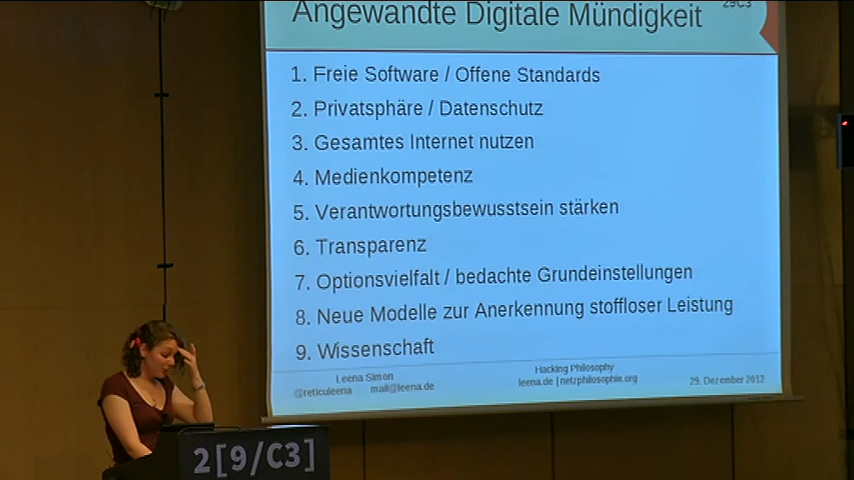 Angewandte Digitale Mündigkeit
29C3
1. Freie Software / Offene Standards
2. Privatsphäre / Datenschutz
3. Gesamtes Internet nutzen
4. Medienkompetenz
5. Verantwortungsbewusstsein stärken
6. Transparenz
7. Optionsvielfalt / bedachte Grundeinstellungen
8. Neue Modelle zur Anerkennung stoffloser Leistung
9. Wissenschaft
Leena Simon
@reticuleena mail@leena.de
Hacking Philosophy
leena.de | netzphilosophie.org
29. Dezember 2012
2[9/C3]